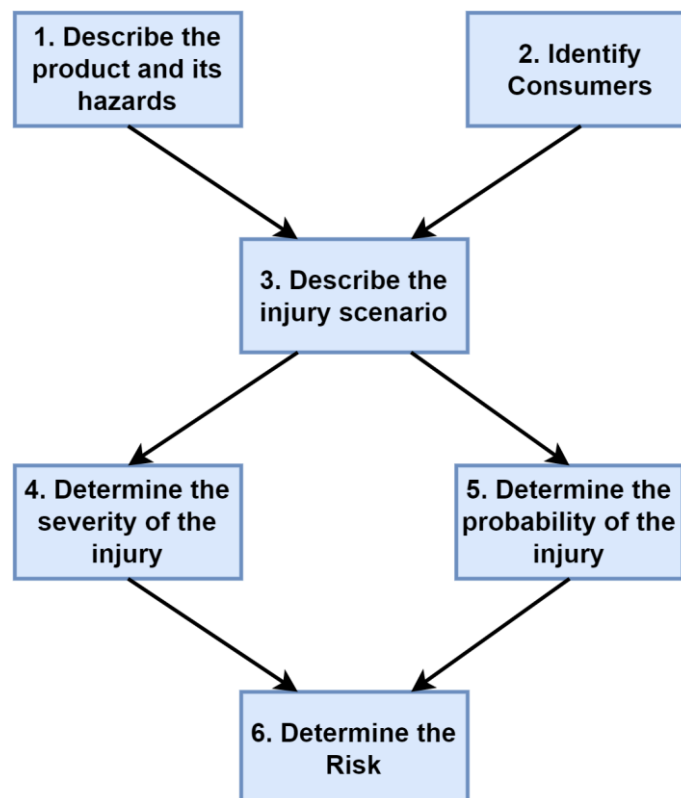 1. Describe the
product and its
hazards
2. Identify
Consumers
3. Describe the
injury scenario
4. Determine the
severity of the
injury
5. Determine the
probability of the
injury
6. Determine the
Risk